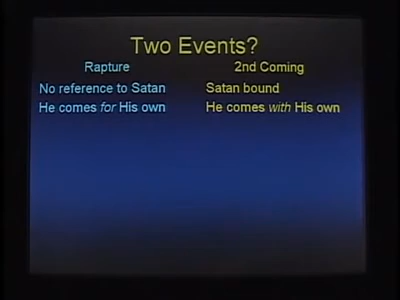 Two Events?
Rapture 2nd Coming
No reference to Satan Satan bound
He comes for His own He comes with His own